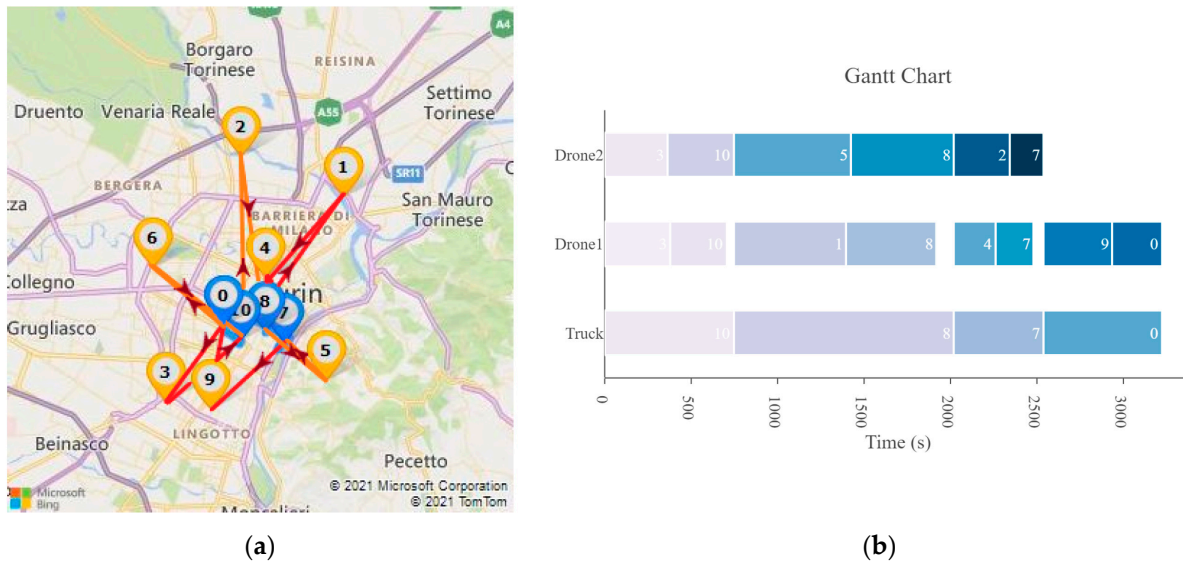 Borgaro
Torinese
REISINA
A4
A55
Druento
Venaria Reale
Settimo
Torinese
2
1
SR11
BERGERA
San Mauro
Torinese
BARRIERA DI
MILANO
6
4
Collegno
0
10
8
7
urin
Grugliasco
3
9
5
LINGOTTO
Beinasco
Pecetto
Microsoft
Bing
© 2021 Microsoft Corporation
© 2021 TomTom
(a)
Gantt Chart
Drone2
3 10 5 8 2 7
Drone1
3 10 1 8 4 7 9 0
Truck
10 8 7 0
0 500 1000 1500 2000 2500 3000
Time (s)
(b)